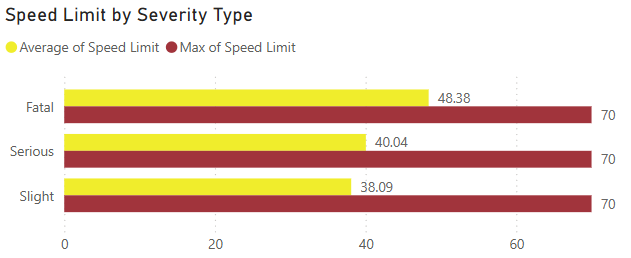 Speed Limit by Severity Type
Average of Speed Limit Max of Speed Limit
Fatal 48.38
70
Serious 40.04
70
Slight 38.09
70
0 20 40 60